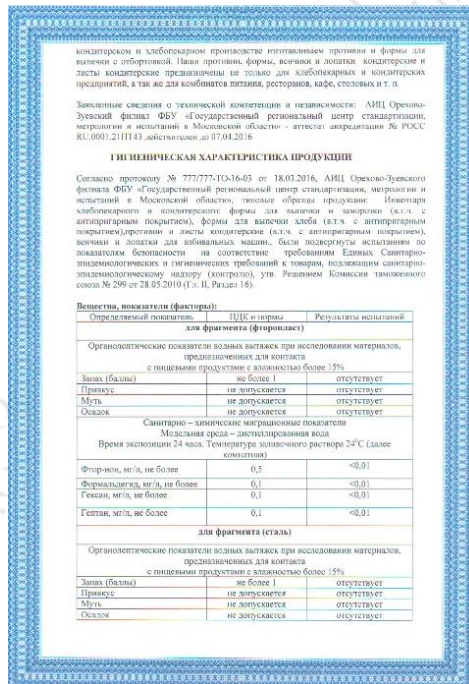 кондитерском и хлебопекарном производстве изготавливаем противни и формы для
выпечки с отбортовкой. Наши противни, формы, венчики и лопатки кондитерские и
листы кондитерские предназначены не только для хлебопекарных и кондитерских
предприятий, а так же для комбинатов питания, ресторанов, кафе, столовых и т. п.
Заявленные сведения о технической компетенции и независимости: АИЦ Орехово-
Зуевский филиал ФБУ «Государственный региональный центр стандартизации,
метрологии и испытаний в Московской области» - аттестат аккредитации № РОСС
RU.0001.21ПТ43 действителен до 07.04.2016
ГИГИЕНИЧЕСКАЯ ХАРАКТЕРИСТИКА ПРОДУКЦИИ
Согласно протоколу № 777/777-ТО-16-03 от 18.03.2016, АИЦ Орехово-Зуевского
филиала ФБУ «Государственный региональный центр стандартизации, метрологии и
испытаний в Московской области», типовые образцы продукции: Инвентаря
хлебопекарного и кондитерского: формы для выпечки и заморозки (в.т.ч. с
антипригарным покрытием), формы для выпечки хлеба (в.т.ч. с антипригарным
покрытием),противни и листы кондитерские (в.т.ч. с антипригарным покрытием),
венчики и лопатки для взбивальных машин., были подвергнуты испытаниям по
показателям безопасности на соответствие требованиям Единых Санитарно-
эпидемиологических и гигиенических требований к товарам, подлежащим санитарно-
эпидемиологическому надзору (контролю), утв. Решением Комиссии таможенного
союза № 299 от 28.05.2010 (Гл. II, Раздел 16).
Вещества, показатели (факторы):
Определяемый показатель ПДК и нормы Результаты испытаний
для фрагмента (фторопласт)
Органолептические показатели водных вытяжек при исследовании материалов,
предназначенных для контакта
с пищевыми продуктами с влажностью более 15%
Запах (баллы) не более 1 отсутствует
Привкус не допускается отсутствует
Муть не допускается отсутствует
Осадок не допускается отсутствует
Санитарно – химические миграционные показатели
Модельная среда – дистиллированная вода
Время экспозиции 24 часа. Температура заливочного раствора 24°С (далее
комнатная)
Фтор-ион, мг/л, не более 0,5 <0,01
Формальдегид, мг/л, не более 0,1 <0,01
Гексан, мг/л, не более 0,1 <0,01
Гептан, мг/л, не более 0,1 <0,01
для фрагмента (сталь)
Органолептические показатели водных вытяжек при исследовании материалов,
предназначенных для контакта
с пищевыми продуктами с влажностью более 15%
Запах (баллы) не более 1 отсутствует
Привкус не допускается отсутствует
Муть не допускается отсутствует
Осадок не допускается отсутствует